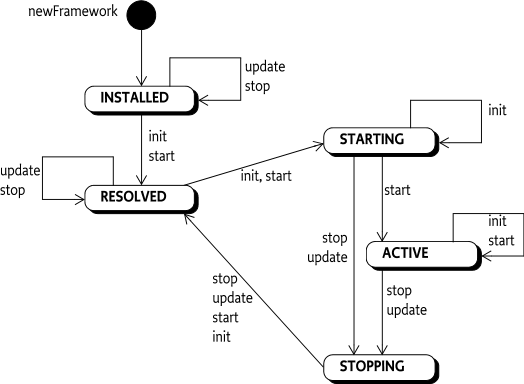 newFramework
update
stop
INSTALLED
init
start
init
STARTING
update
stop
RESOLVED
init, start
start
init
start
stop
update
ACTIVE
stop
update
start
init
stop
update
STOPPING